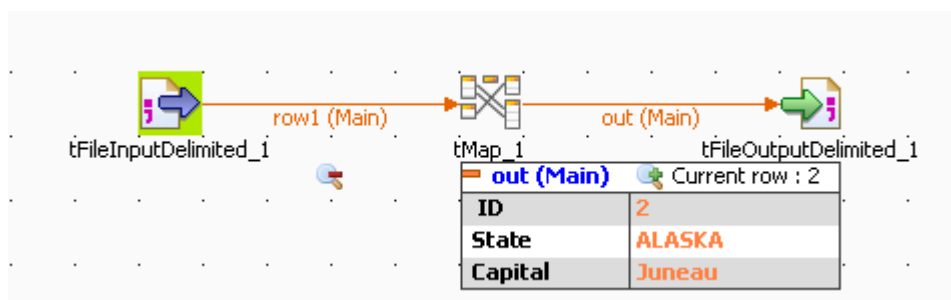 row1 (Main)
out (Main)
tFileInputDelimited_1
tMap_1
tFileOutputDelimited_1
out (Main) Current row : 2
ID 2
State ALASKA
Capital Juneau